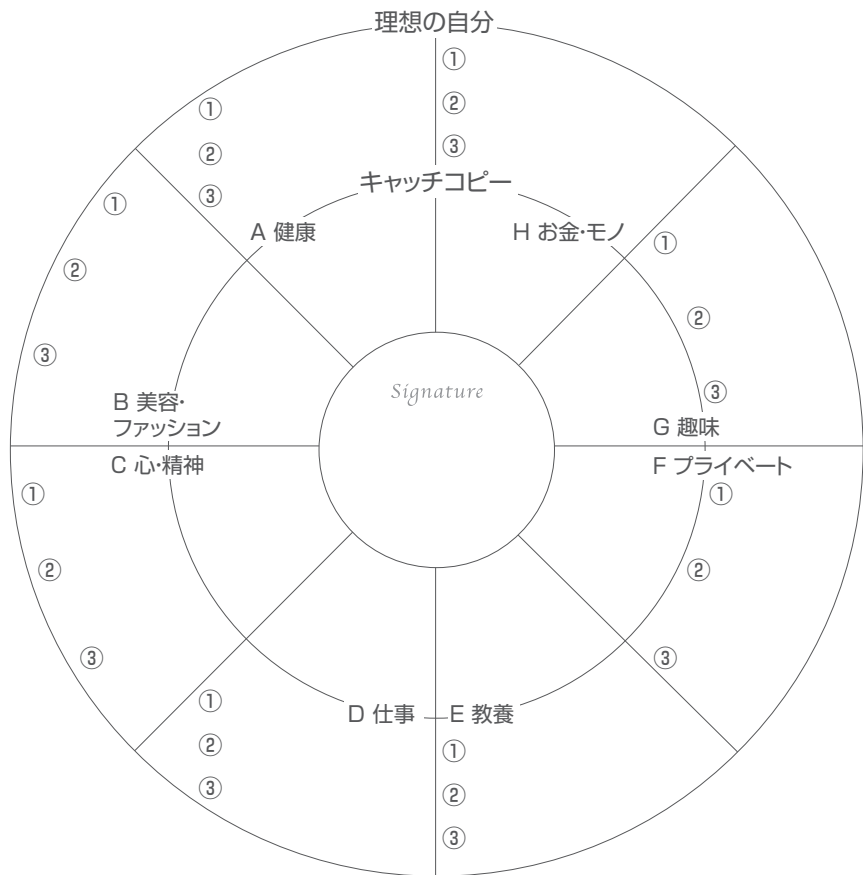 理想の自分
①
②
③
①
②
③
キャッチコピー
A 健康
H お金・モノ
①
②
③
①
②
③
Signature
B 美容・
ファッション
G 趣味
C 心・精神
F プライベート
①
②
③
①
②
③
D 仕事
E 教養
①
②
③
①
②
③